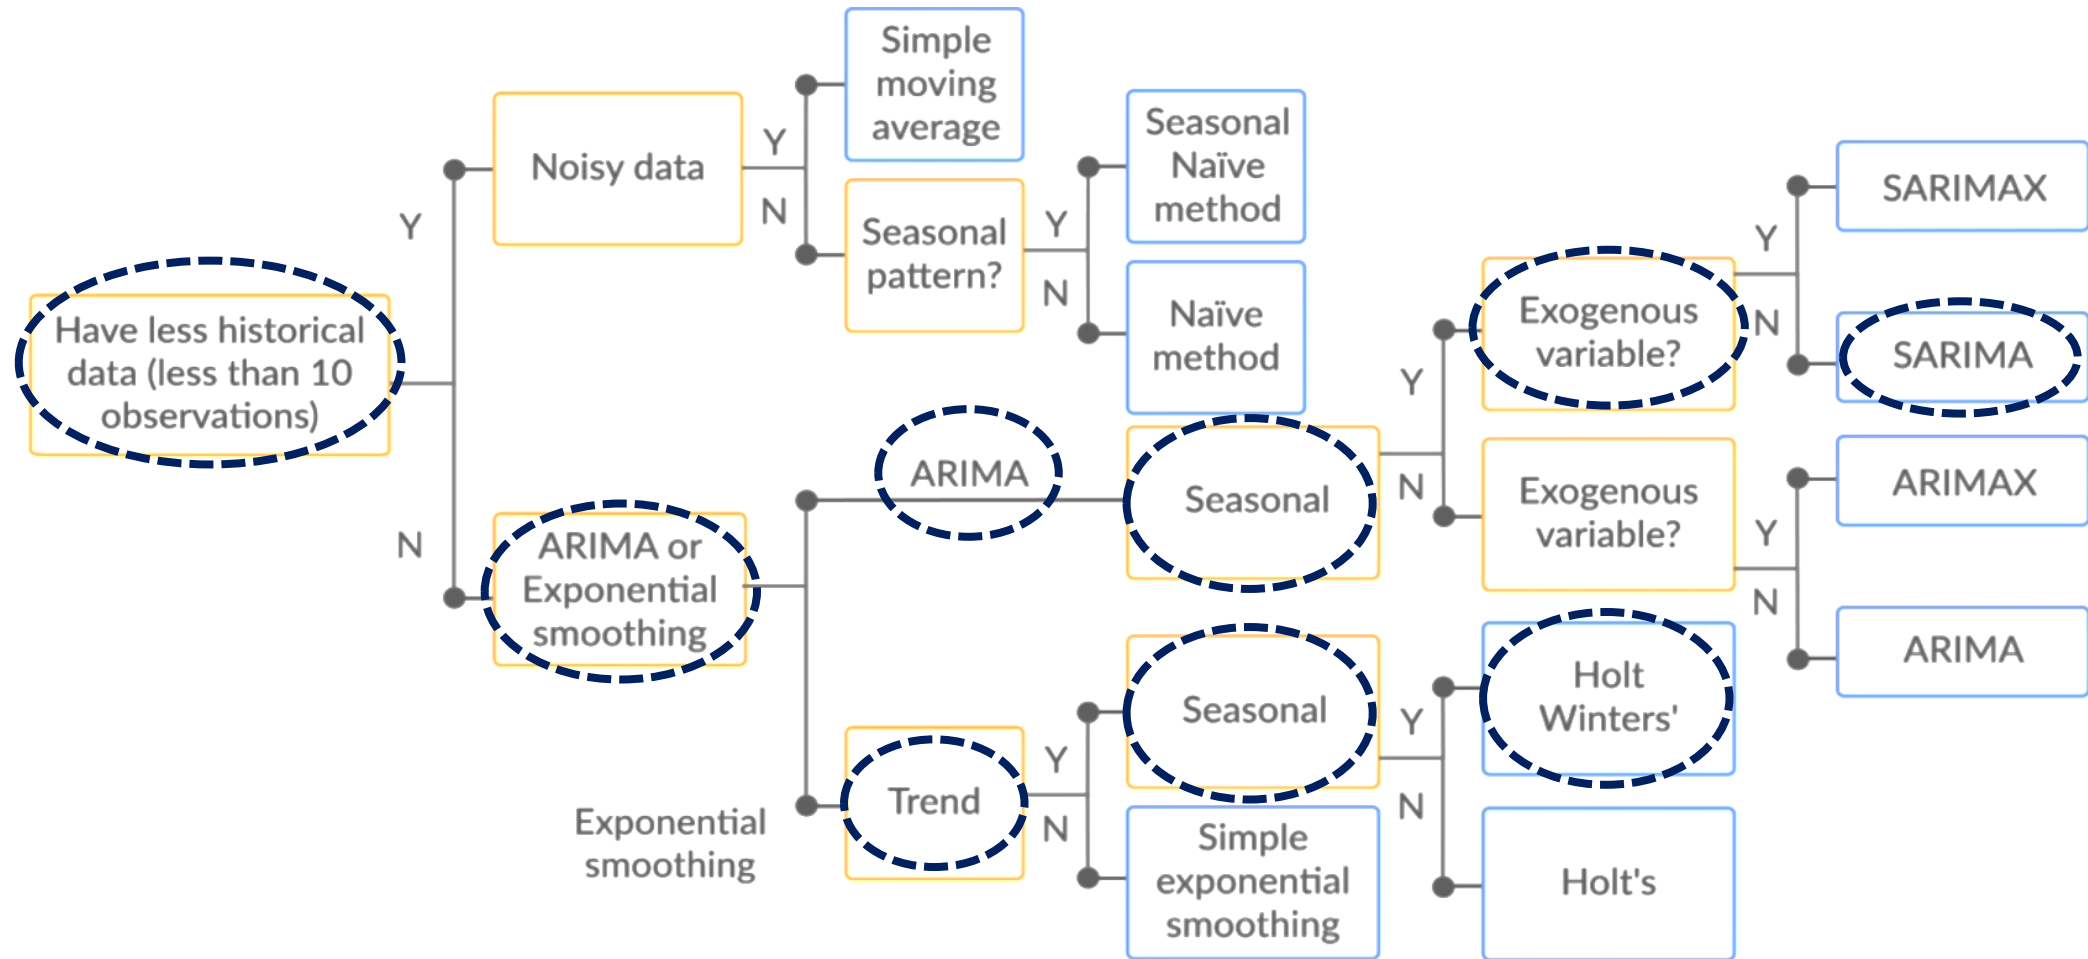 Have less historical
data (less than 10
observations)
Y
N
Noisy data
Y
N
Simple
moving
average
Seasonal
pattern?
Y
N
Seasonal
Naïve
method
Naïve
method
ARIMA or
Exponential
smoothing
ARIMA
Seasonal
Y
N
Exogenous
variable?
Y
N
SARIMAX
SARIMA
Exogenous
variable?
Y
N
ARIMAX
ARIMA
Exponential
smoothing
Trend
Y
N
Seasonal
Y
N
Holt
Winters'
Holt's
Simple
exponential
smoothing